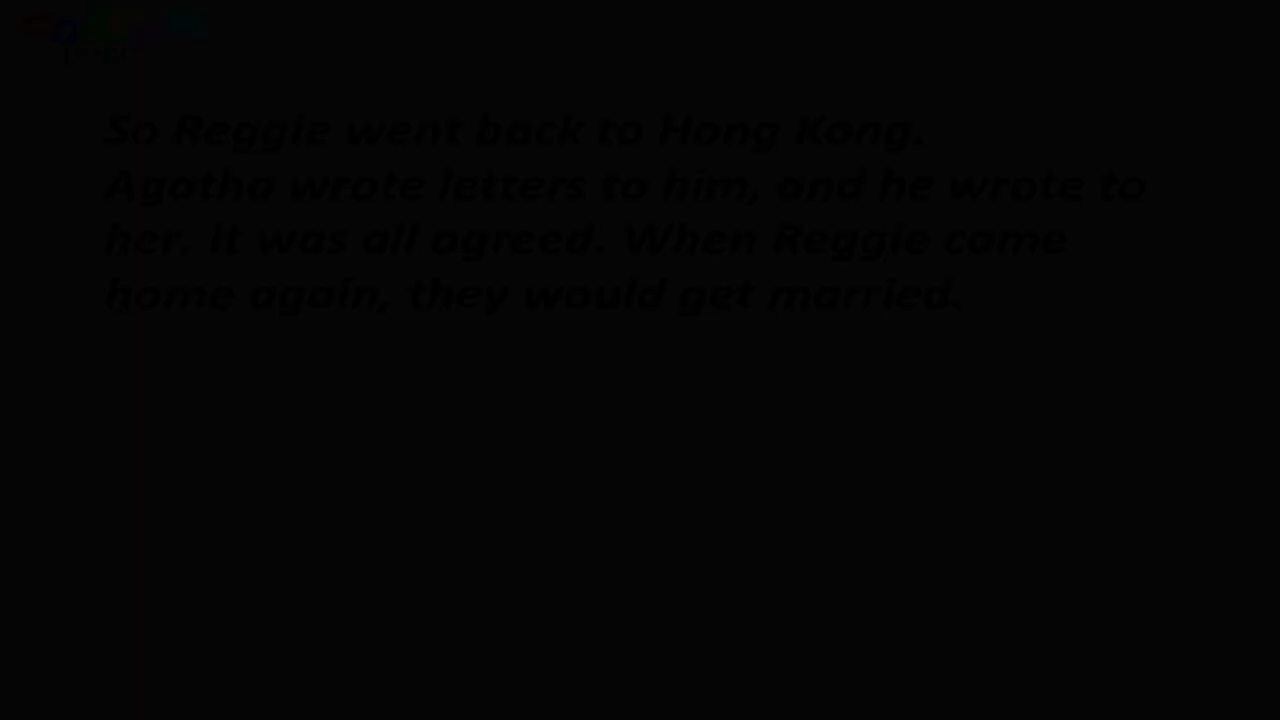 So Reggie went back to Hong Kong.
Agatha wrote letters to him, and he wrote to
her. It was all agreed. When Reggie came
home again, they would get married.